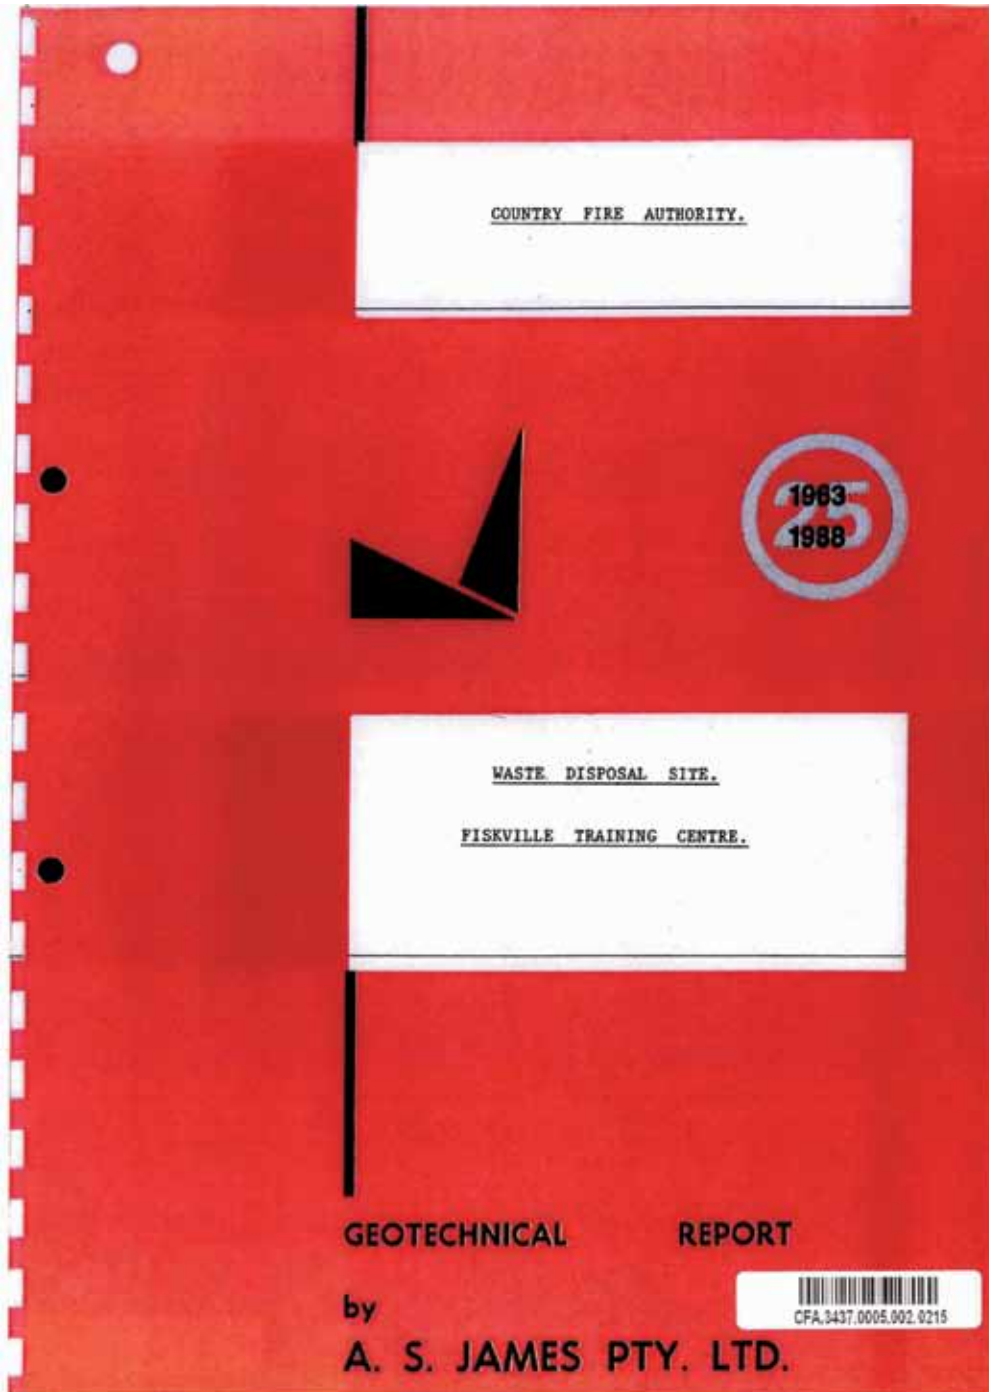 COUNTRY FIRE AUTHORITY.
25
1963
1988
WASTE DISPOSAL SITE.
FISKVILLE TRAINING CENTRE.
GEOTECHNICAL REPORT
by
A. S. JAMES PTY. LTD.
CFA.3437.0005.002.0215